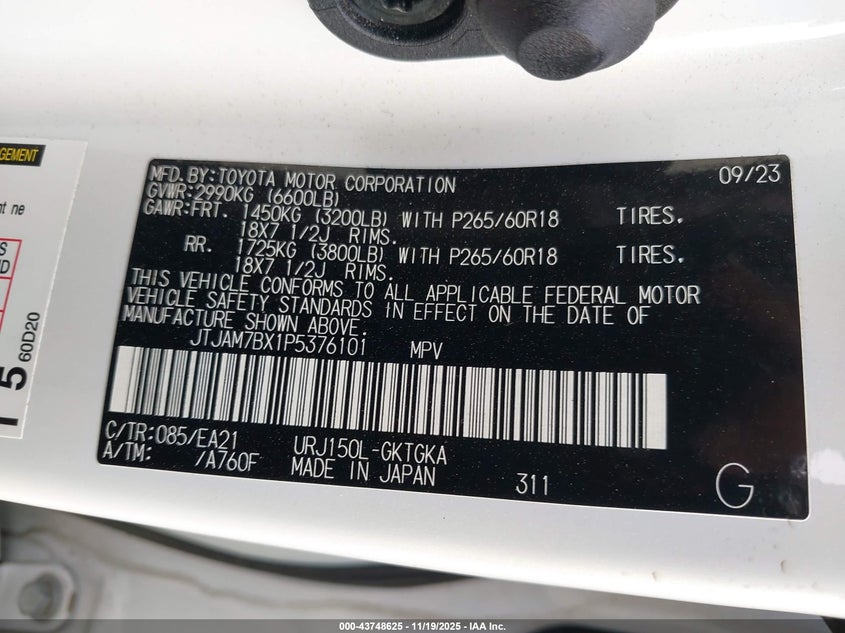 GEMENT
nt ne
S
ND
T 5
60D20
MFD. BY: TOYOTA MOTOR CORPORATION 09/23
GVWR: 2990KG (6600LB)
GAWR: FRT. 1450KG (3200LB) WITH P265/60R18 TIRES.
18X7 1/2J RIMS.
RR. 1725KG (3800LB) WITH P265/60R18 TIRES.
18X7 1/2J RIMS.
THIS VEHICLE CONFORMS TO ALL APPLICABLE FEDERAL MOTOR
VEHICLE SAFETY STANDARDS IN EFFECT ON THE DATE OF
MANUFACTURE SHOWN ABOVE.
JTJAM7BX1P5376101 MPV
C/TR: 085/EA21 URJ150L-GKTGKA
A/TM: /A760F MADE IN JAPAN 311 G
000-43748625 - 11/19/2025 - IAA Inc.